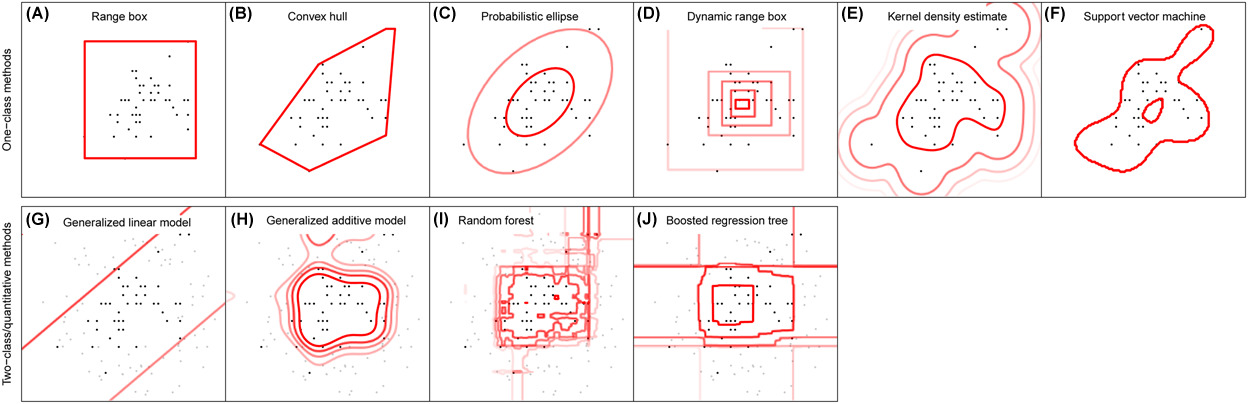 One−class methods
(A) Range box
(B) Convex hull
(C) Probabilistic ellipse
(D) Dynamic range box
(E) Kernel density estimate
(F) Support vector machine
Two−class/quantitative methods
(G) Generalized linear model
(H) Generalized additive model
(I) Random forest
(J) Boosted regression tree